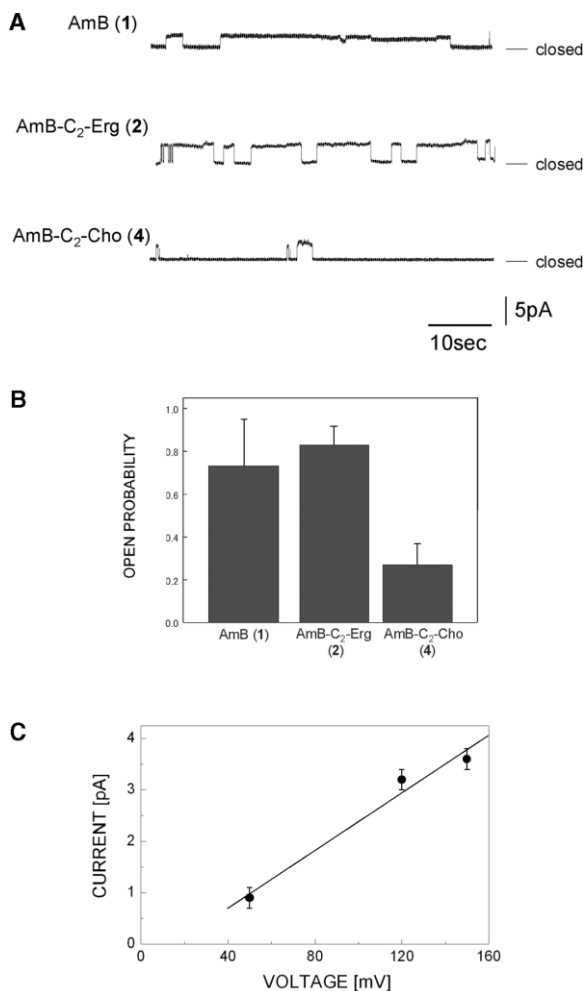 A
AmB (1)
closed
AmB-C₂-Erg (2)
closed
AmB-C₂-Cho (4)
closed
5pA
10sec
B
OPEN PROBABILITY
1.0
0.8
0.6
0.4
0.2
0.0
AmB (1)
AmB-C₂-Erg
(2)
AmB-C₂-Cho
(4)
C
CURRENT [pA]
4
3
2
1
0
0
40
80
120
160
VOLTAGE [mV]